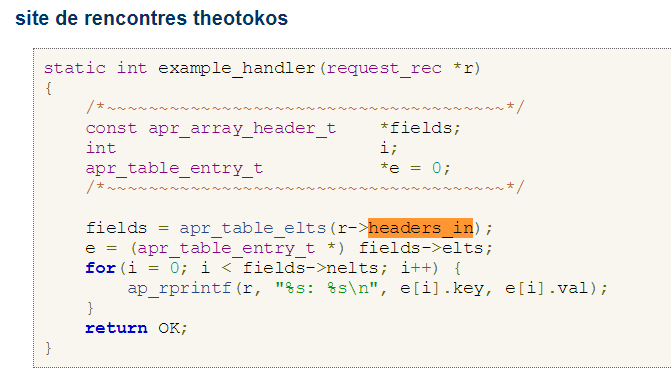 site de rencontres theotokos
static int example_handler(request_rec *r)
{
    /*~~~~~~~~~~~~~~~~~~~~~~~~~~~~~~~~~~~~~~*/
    const apr_array_header_t    *fields;
    int                         i;
    apr_table_entry_t           *e = 0;
    /*~~~~~~~~~~~~~~~~~~~~~~~~~~~~~~~~~~~~~~*/
    fields = apr_table_elts(r->headers_in);
    e = (apr_table_entry_t *) fields->elts;
    for(i = 0; i < fields->nelts; i++) {
        ap_rprintf(r, "%s: %s\n", e[i].key, e[i].val);
    }
    return OK;
}